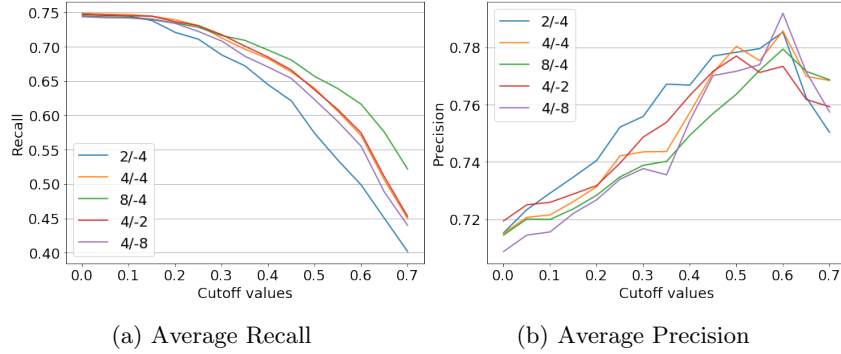 0.75
0.70
0.65
0.60
0.55
0.50
0.45
0.40
Recall
2/-4
4/-4
8/-4
4/-2
4/-8
0.0 0.1 0.2 0.3 0.4 0.5 0.6 0.7
Cutoff values
(a) Average Recall
0.78
0.76
0.74
0.72
Precision
2/-4
4/-4
8/-4
4/-2
4/-8
0.0 0.1 0.2 0.3 0.4 0.5 0.6 0.7
Cutoff values
(b) Average Precision